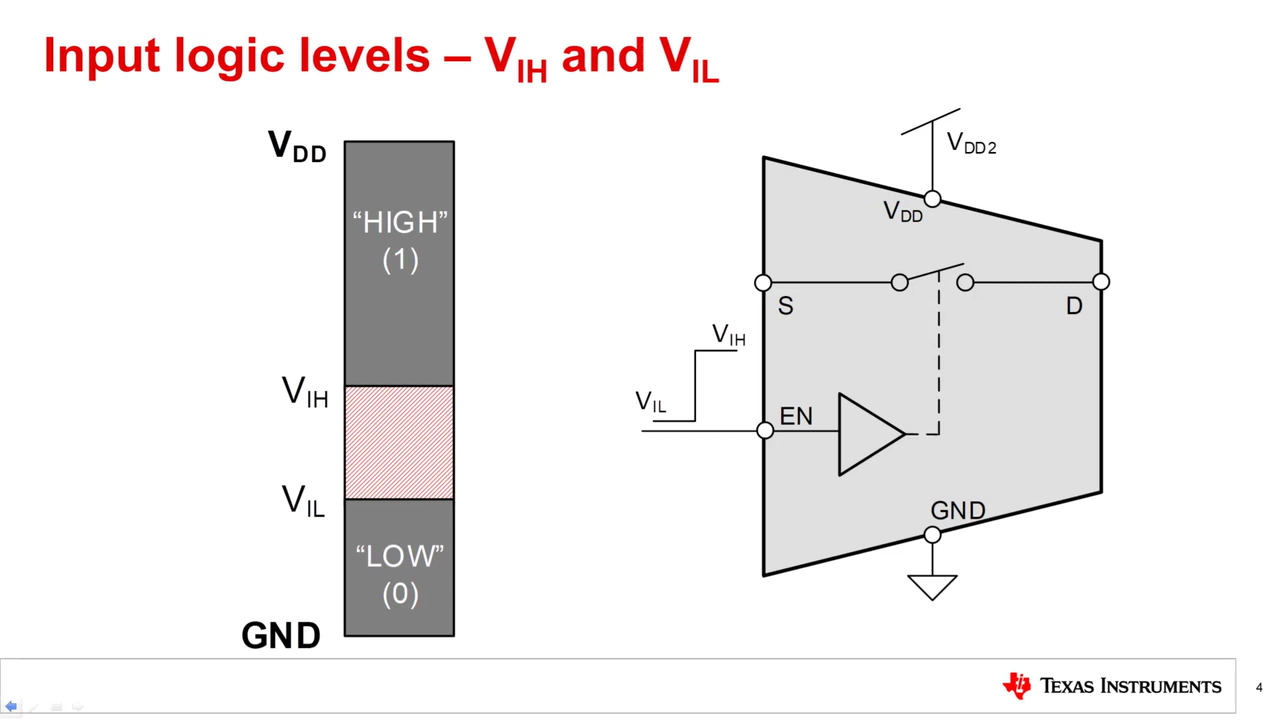 Input logic levels – VIH and VIL
VDD
“HIGH”
(1)
VIH
VIL
“LOW”
(0)
GND
VDD2
VDD
S
D
VIH
VIL
EN
GND
TEXAS INSTRUMENTS
4